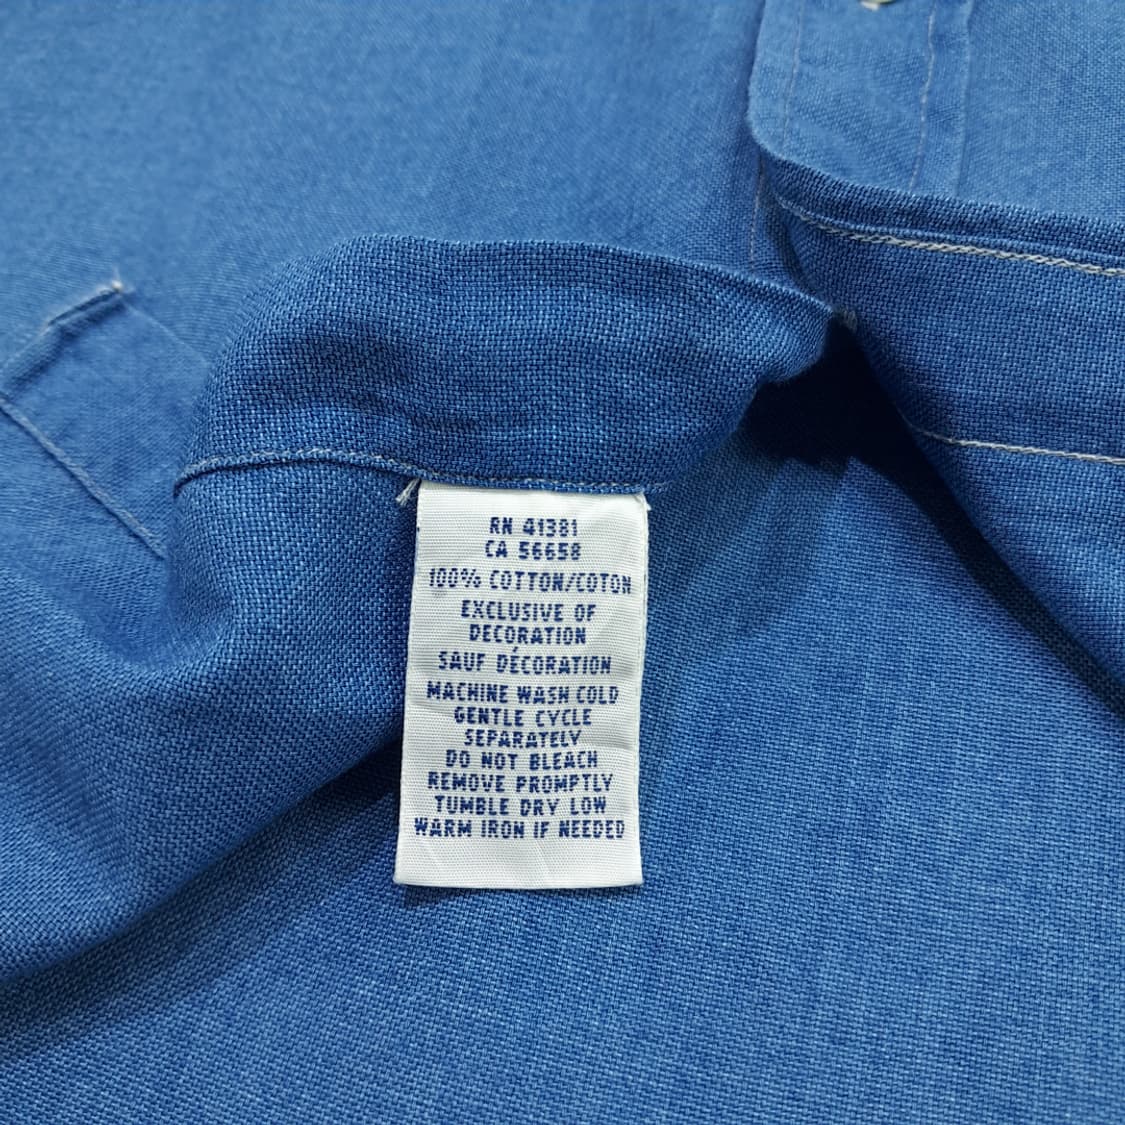 RN 41381
CA 56658
100% COTTON/COTON
EXCLUSIVE OF
DECORATION
SAUF DÉCORATION
MACHINE WASH COLD
GENTLE CYCLE
SEPARATELY
DO NOT BLEACH
REMOVE PROMPTLY
TUMBLE DRY LOW
WARM IRON IF NEEDED